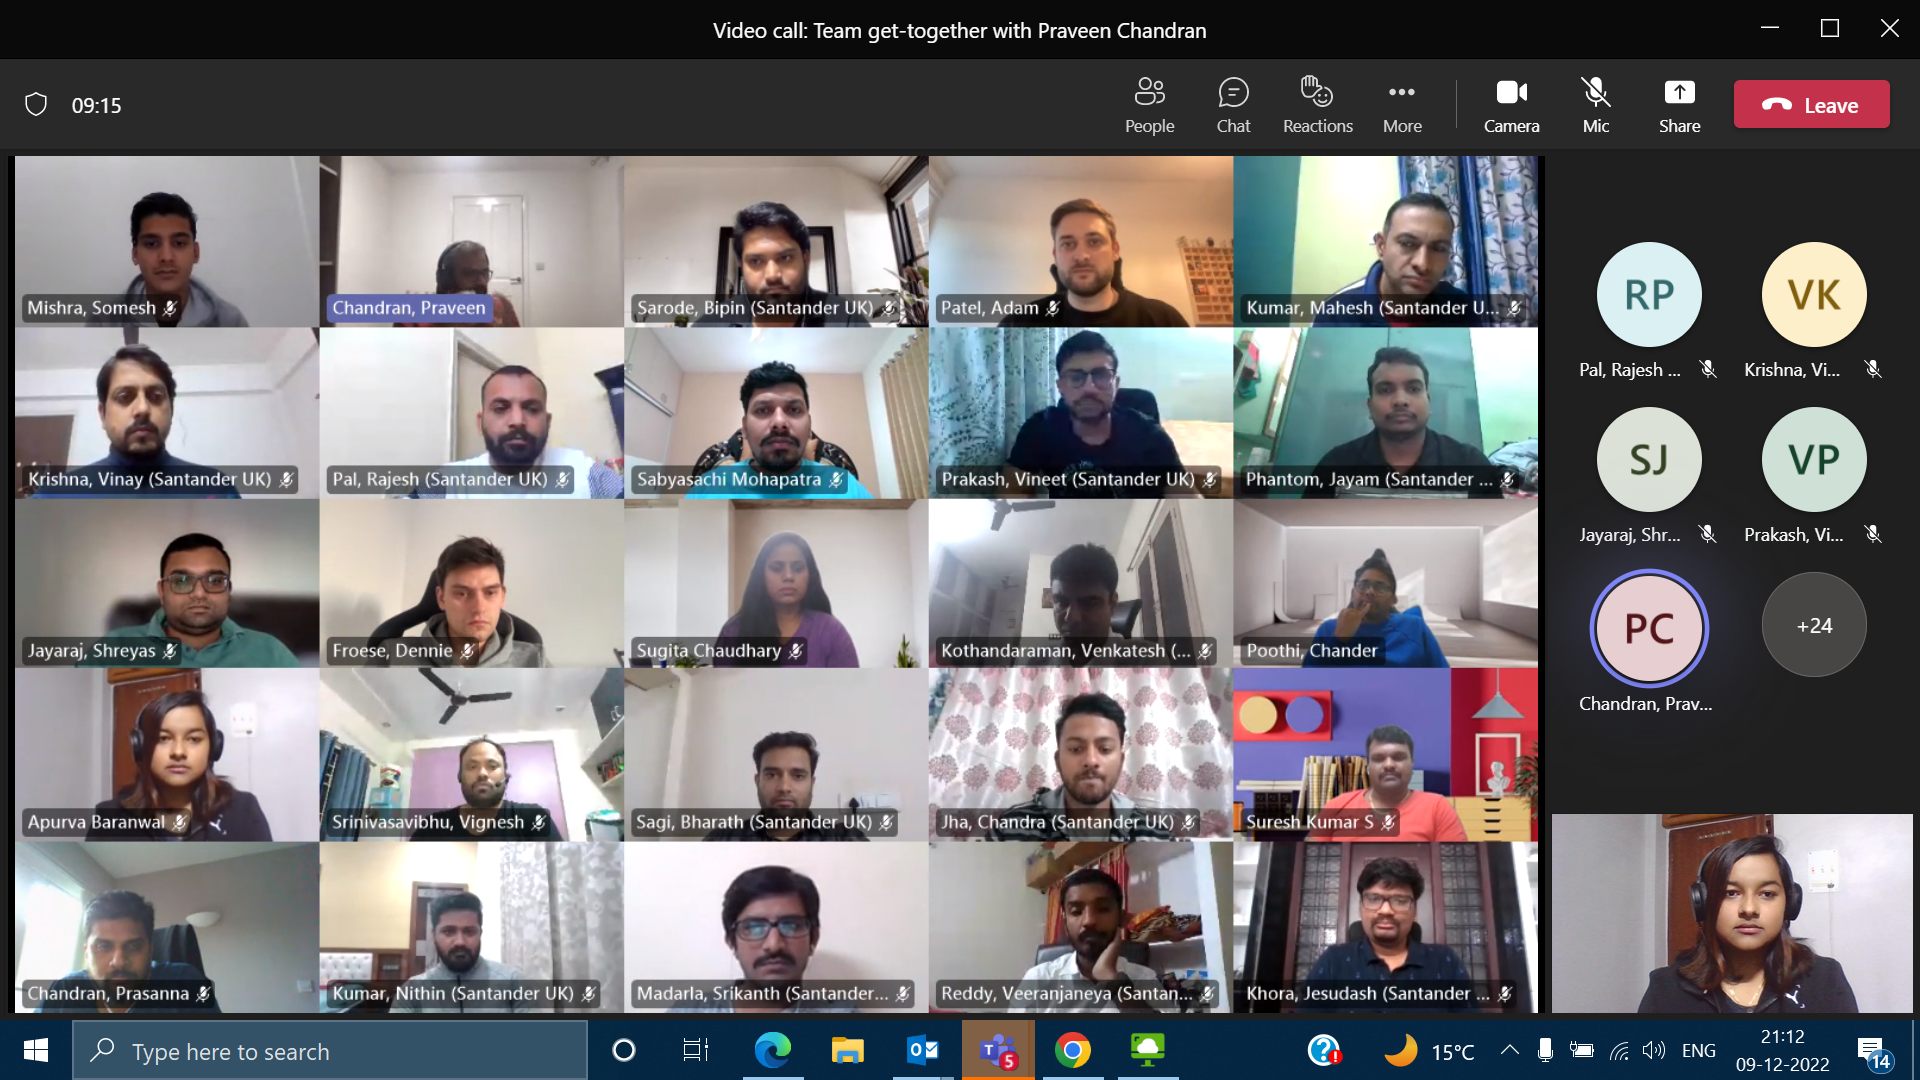 Video call: Team get-together with Praveen Chandran
09:15
People
Chat
Reactions
More
Camera
Mic
Share
Leave
Mishra, Somesh
Chandran, Praveen
Sarode, Bipin (Santander UK)
Patel, Adam
Kumar, Mahesh (Santander U...
Krishna, Vinay (Santander UK)
Pal, Rajesh (Santander UK)
Sabyasachi Mohapatra
Prakash, Vineet (Santander UK)
Phantom, Jayam (Santander ...
Jayaraj, Shreyas
Froese, Dennie
Sugita Chaudhary
Kothandaraman, Venkatesh (...
Poothi, Chander
Apurva Baranwal
Srinivasavibhu, Vignesh
Sagi, Bharath (Santander UK)
Jha, Chandra (Santander UK)
Suresh Kumar S
Chandran, Prasanna
Kumar, Nithin (Santander UK)
Madarla, Srikanth (Santander...
Reddy, Veeranjaneya (Santan...
Khora, Jesudash (Santander ...
RP
VK
Pal, Rajesh ...
Krishna, Vi...
SJ
VP
Jayaraj, Shr...
Prakash, Vi...
PC
+24
Chandran, Prav...
Type here to search
5
15°C
ENG
21:12
09-12-2022
14